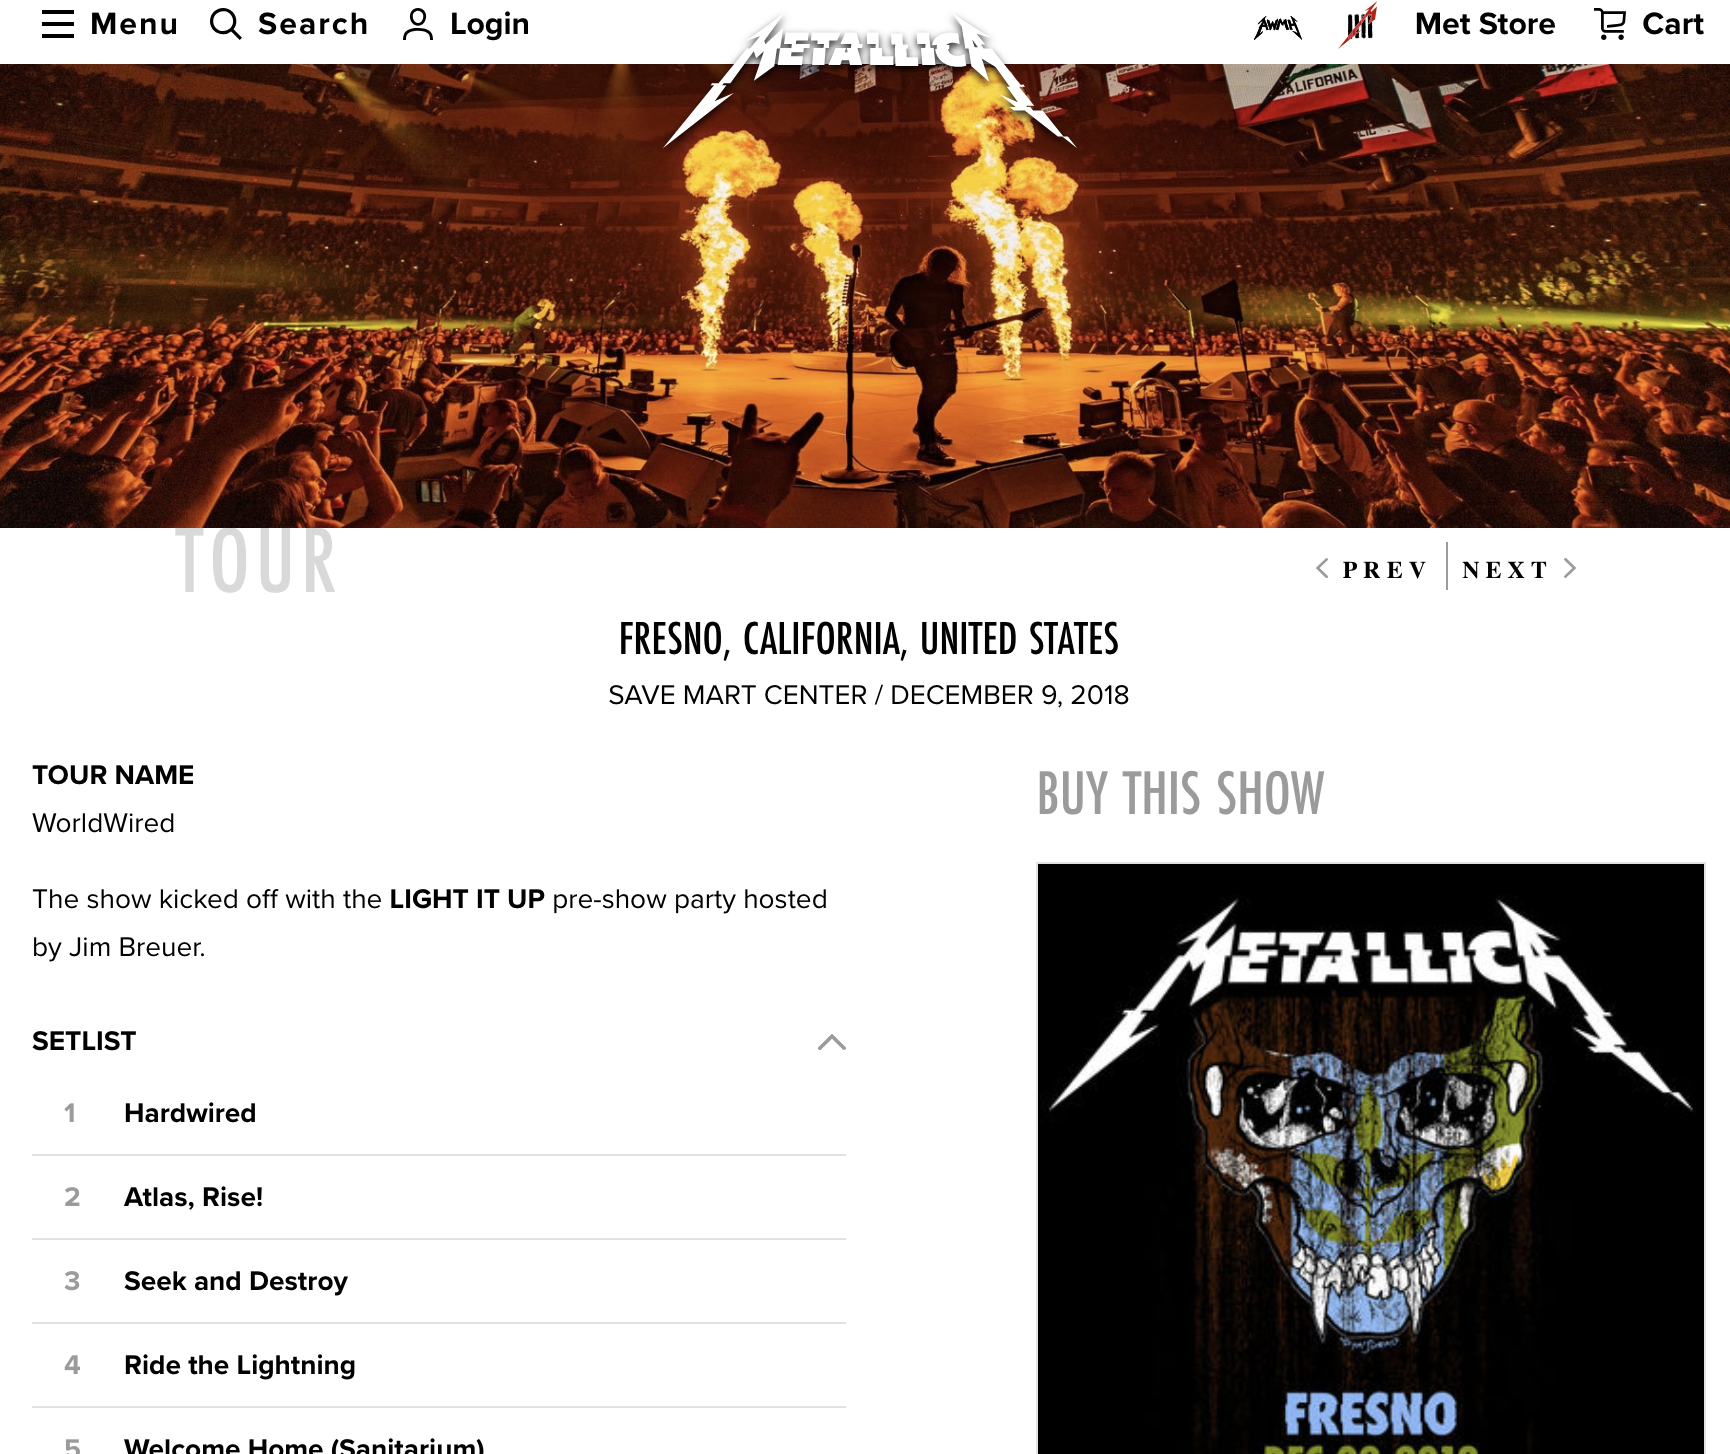 Menu Search Login
METALLICA
AWMH
Met Store Cart
CALIFORNIA
TOUR
PREV NEXT
FRESNO, CALIFORNIA, UNITED STATES
SAVE MART CENTER / DECEMBER 9, 2018
TOUR NAME
WorldWired
The show kicked off with the LIGHT IT UP pre-show party hosted
by Jim Breuer.
SETLIST
1 Hardwired
2 Atlas, Rise!
3 Seek and Destroy
4 Ride the Lightning
5 Welcome Home (Sanitarium)
BUY THIS SHOW
METALLICA
FRESNO